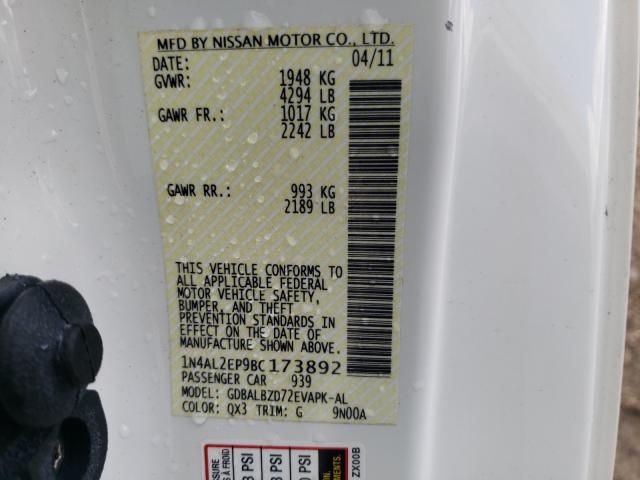 MFD BY NISSAN MOTOR CO., LTD.
DATE: 04/11
GVWR: 1948 KG
4294 LB
GAWR FR.: 1017 KG
2242 LB
GAWR RR.: 993 KG
2189 LB
THIS VEHICLE CONFORMS TO
ALL APPLICABLE FEDERAL
MOTOR VEHICLE SAFETY,
BUMPER, AND THEFT
PREVENTION STANDARDS IN
EFFECT ON THE DATE OF
MANUFACTURE SHOWN ABOVE.
1N4AL2EP9BC173892
PASSENGER CAR 939
MODEL: GDBALBZD72EVAPK-AL
COLOR: QX3 TRIM: G 9N00A
ZX00B
PSI
PSI
PSI